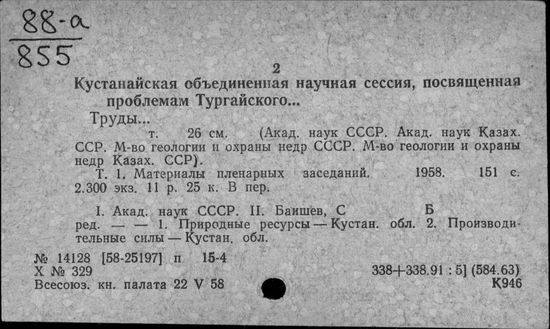 88-а
855
2
Кустанайская объединенная научная сессия, посвященная
проблемам Тургайского...
Труды...
т. 26 см. (Акад. наук СССР. Акад. наук Казах.
ССР. М-во геологии и охраны недр СССР. М-во геологии и охраны
недр Казах. ССР).
Т. 1. Материалы пленарных заседаний. 1958. 151 с.
2.300 экз. 11 р. 25 к. В пер.
I. Акад. наук СССР. II. Баишев, С Б
ред. — — 1. Природные ресурсы — Кустан. обл. 2. Производи-
тельные силы — Кустан. обл.
№ 14128 [58-25197] п 15-4
Х № 329 338+338.91 : 5] (584.63)
Всесоюз. кн. палата 22 V 58 К946